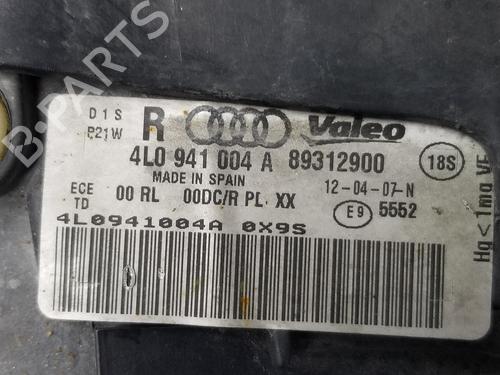 D1S R Valeo
P21W
4L0 941 004 A 89312900 18S
MADE IN SPAIN 12-04-07-N
ECE 00 RL 00DC/R PL XX E9 5552
TD
4L0941004A 0X9S
Hg<1mg VF
B-PARTS